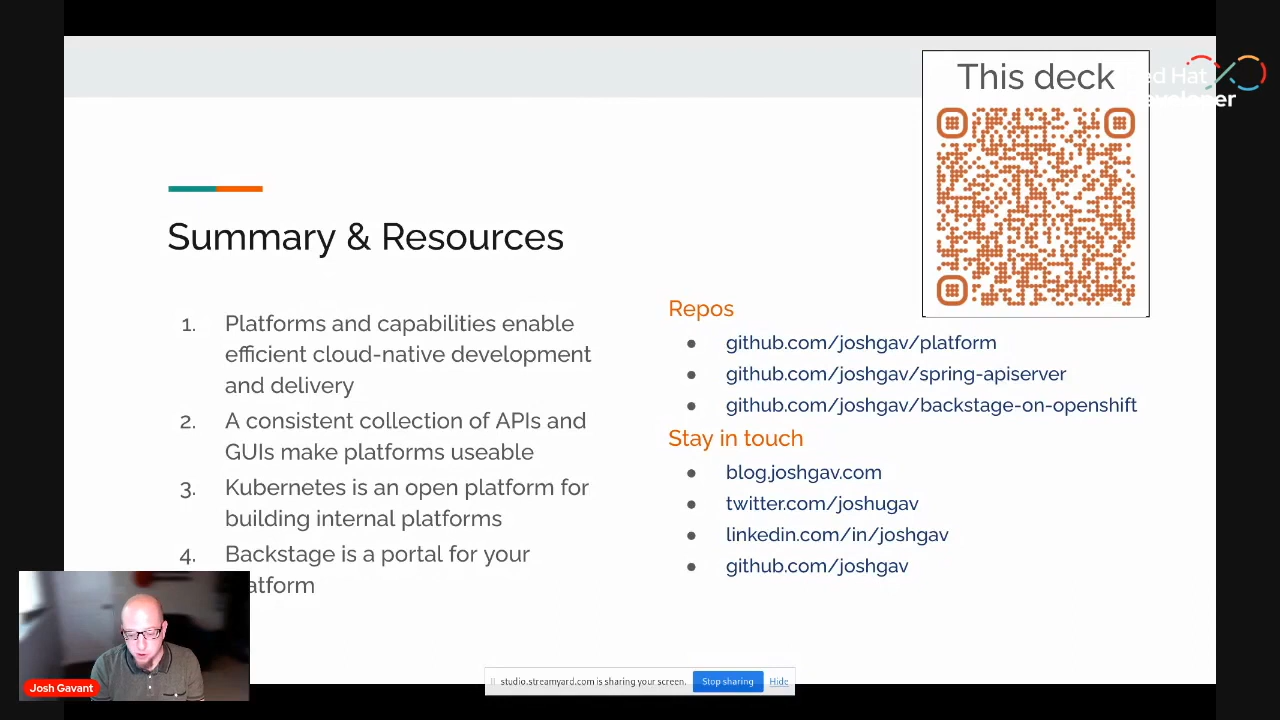 This deck
Red Hat
Developer
Summary & Resources
1. Platforms and capabilities enable
efficient cloud-native development
and delivery
2. A consistent collection of APIs and
GUIs make platforms useable
3. Kubernetes is an open platform for
building internal platforms
4. Backstage is a portal for your
atform
Repos
● github.com/joshgav/platform
● github.com/joshgav/spring-apiserver
● github.com/joshgav/backstage-on-openshift
Stay in touch
● blog.joshgav.com
● twitter.com/joshugav
● linkedin.com/in/joshgav
● github.com/joshgav
Josh Gavant
studio.streamyard.com is sharing your screen.
Stop sharing
Hide